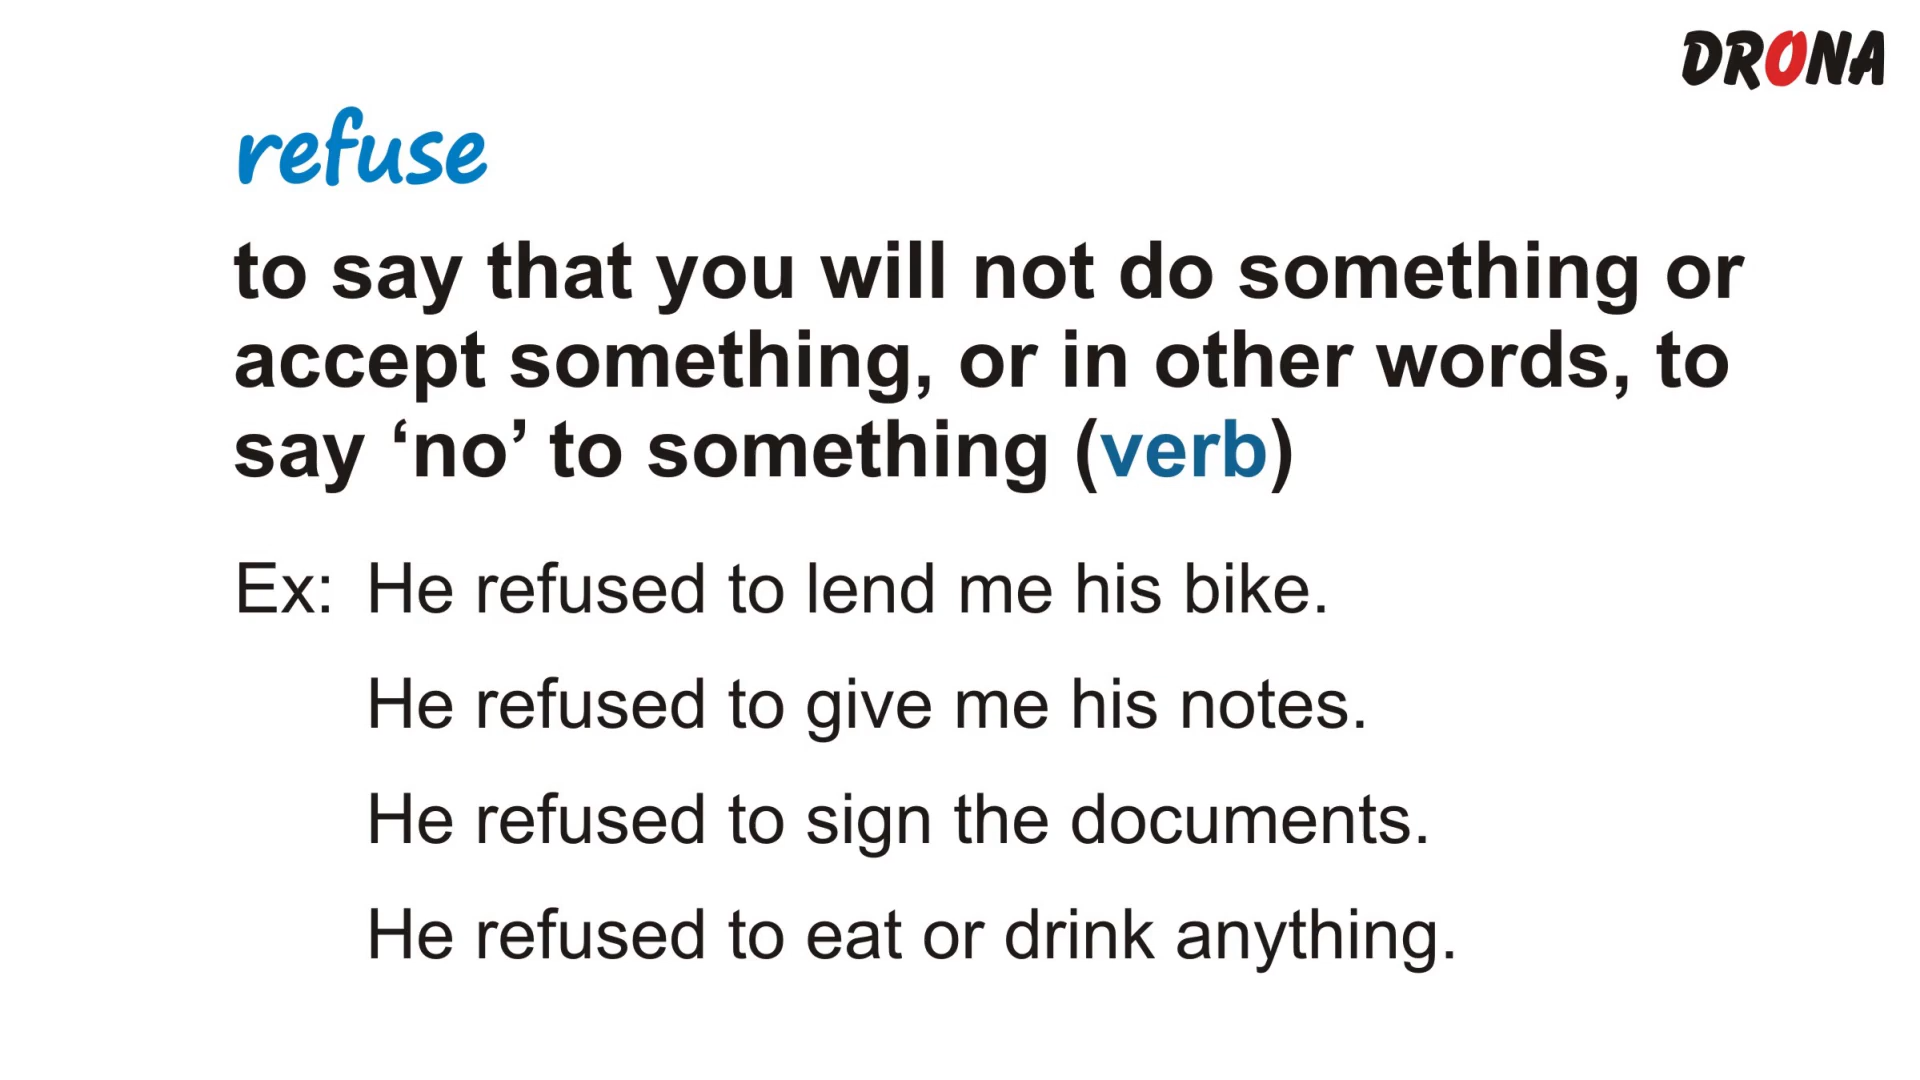 DRONA
refuse
to say that you will not do something or
accept something, or in other words, to
say ‘no’ to something (verb)
Ex: He refused to lend me his bike.
He refused to give me his notes.
He refused to sign the documents.
He refused to eat or drink anything.